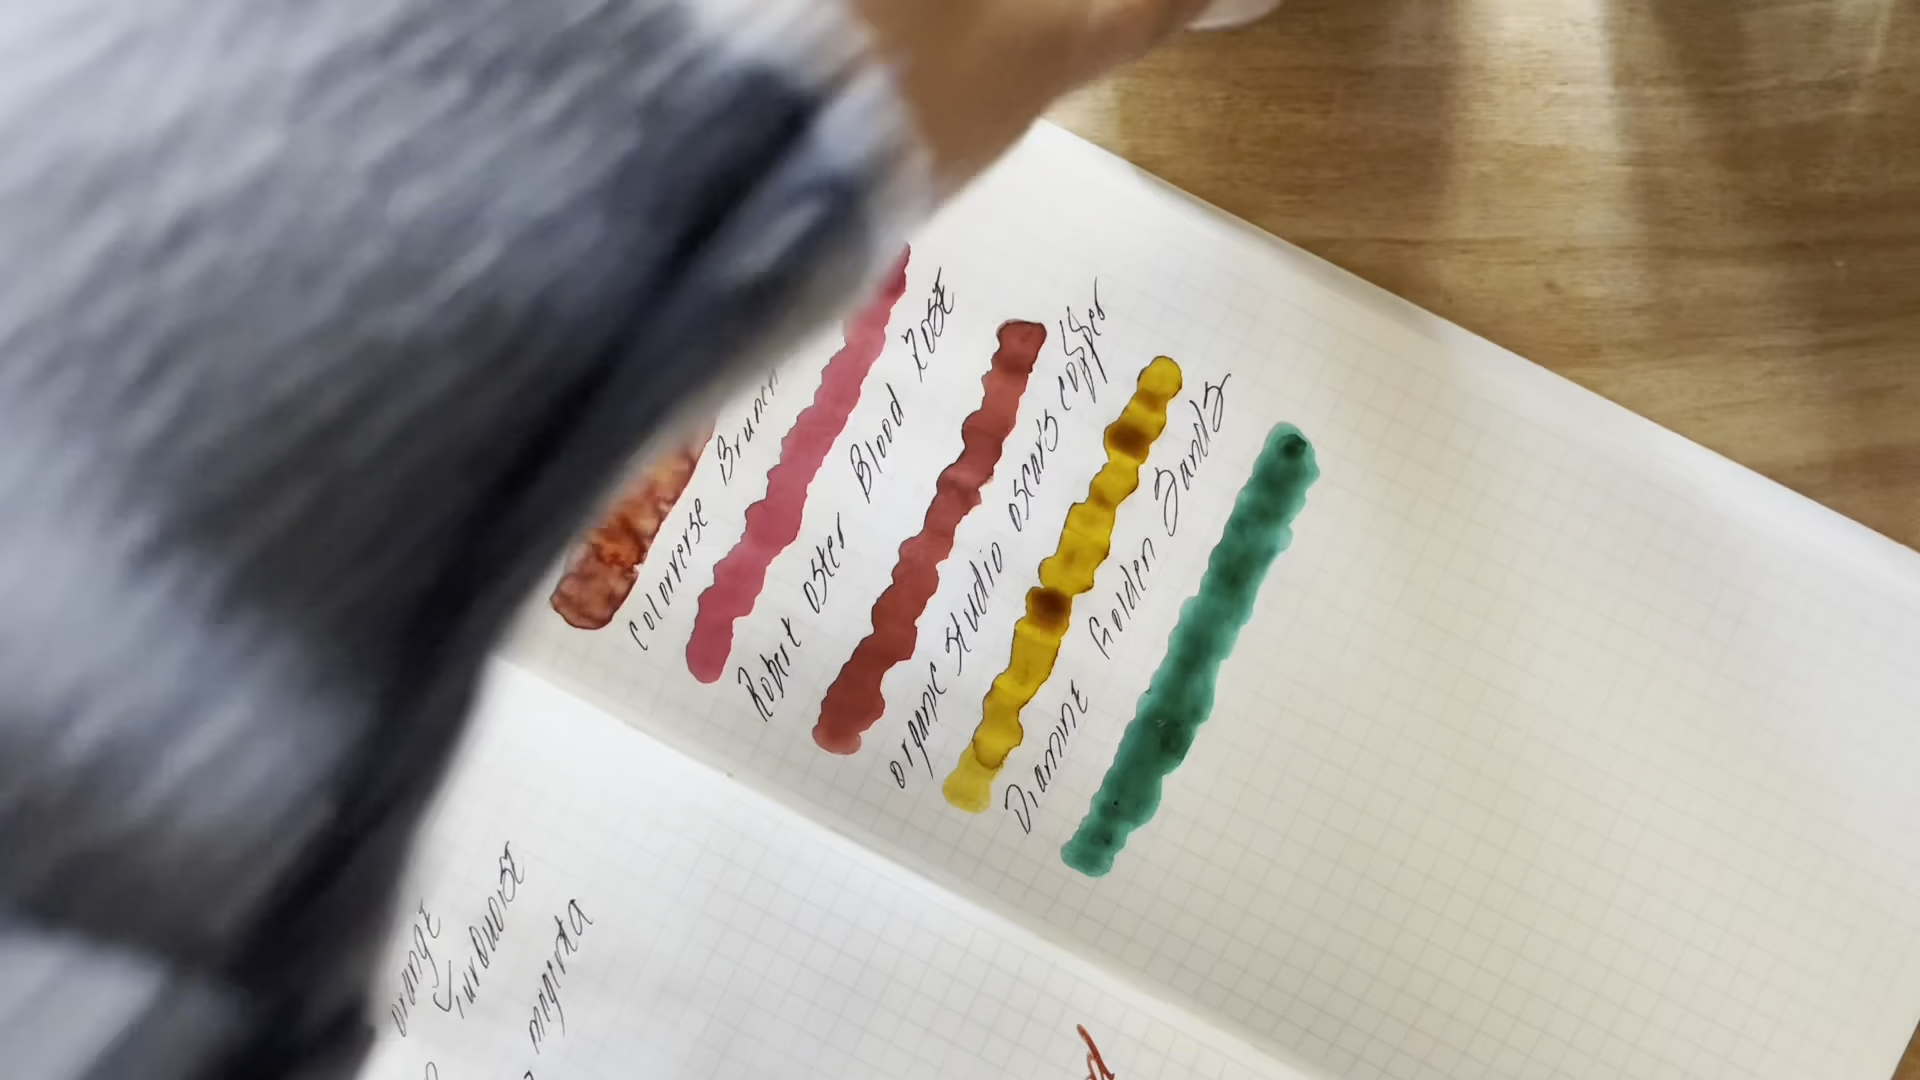 Colorverse Brunch
Robert oster Blood Rose
organic studio oscar's copper
Diamine Golden Sands
orange
Turquoise
magenta